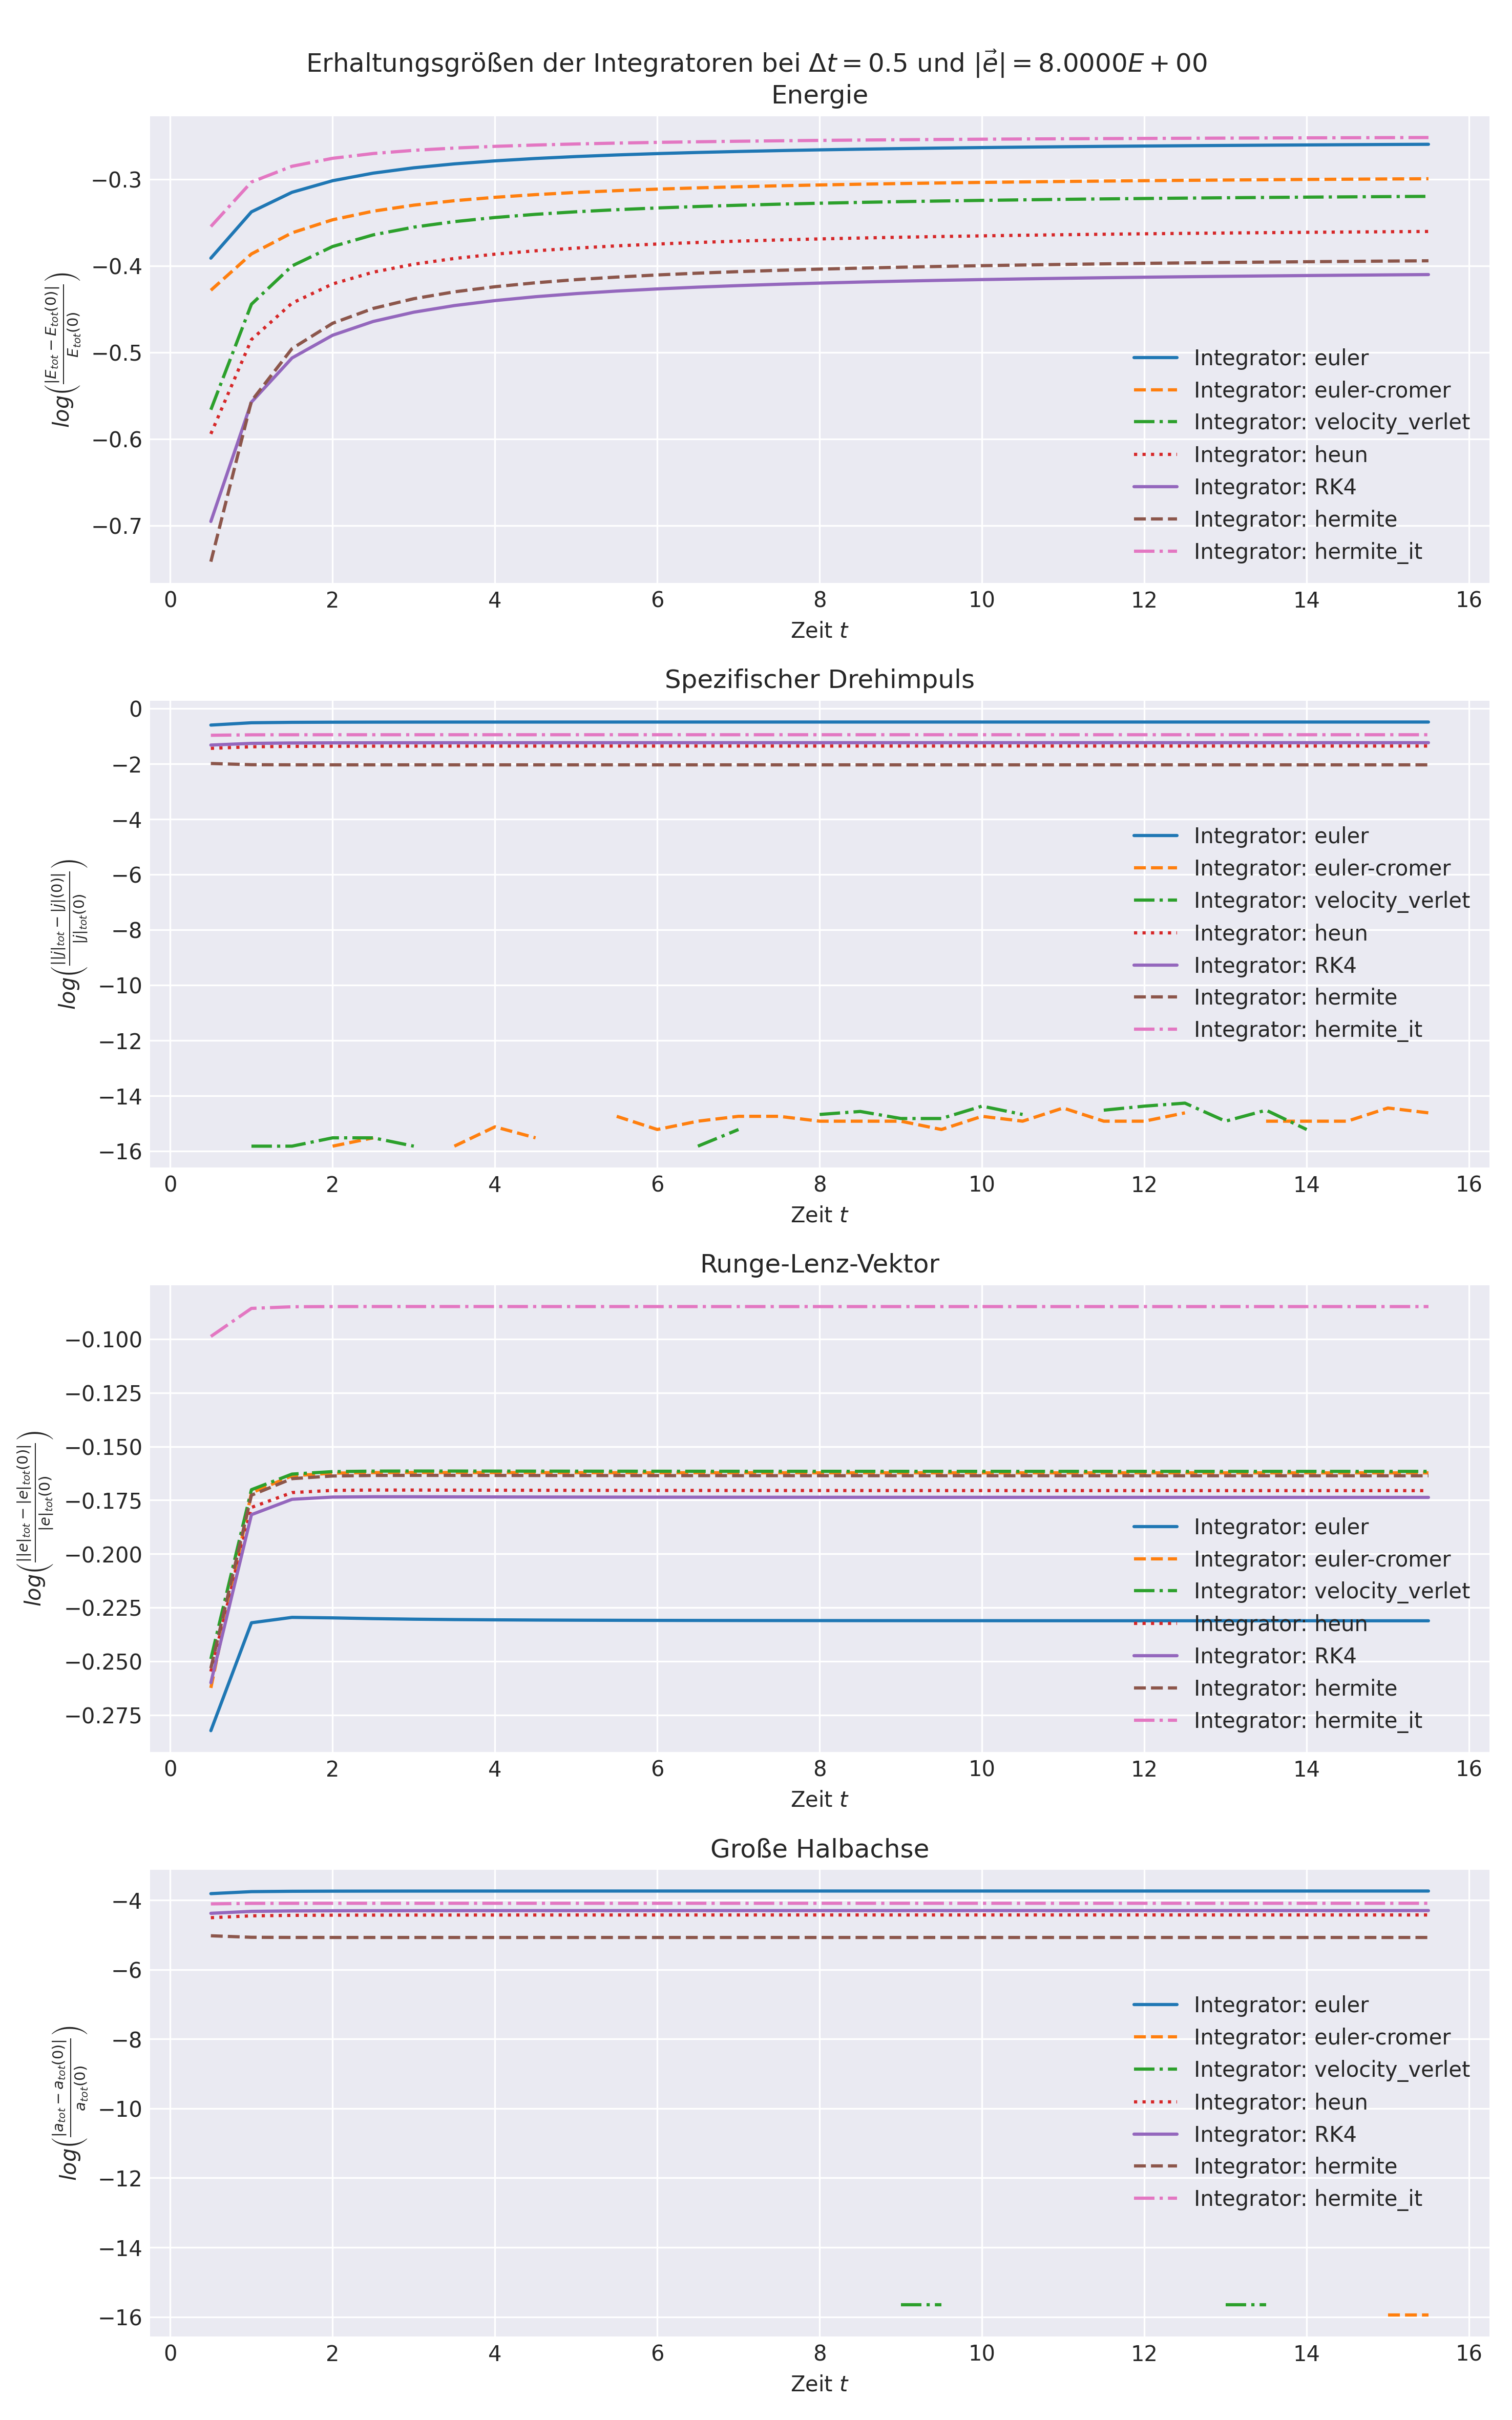 Erhaltungsgrößen der Integratoren bei Δt = 0.5 und |e⃗| = 8.0000E + 00
Energie
log(|E_tot − E_tot(0)| / E_tot(0))
−0.3
−0.4
−0.5
−0.6
−0.7
Integrator: euler
Integrator: euler-cromer
Integrator: velocity_verlet
Integrator: heun
Integrator: RK4
Integrator: hermite
Integrator: hermite_it
0 2 4 6 8 10 12 14 16
Zeit t
Spezifischer Drehimpuls
log(||j|_tot − |j|(0)| / |j|_tot(0))
0
−2
−4
−6
−8
−10
−12
−14
−16
Integrator: euler
Integrator: euler-cromer
Integrator: velocity_verlet
Integrator: heun
Integrator: RK4
Integrator: hermite
Integrator: hermite_it
0 2 4 6 8 10 12 14 16
Zeit t
Runge-Lenz-Vektor
log(||e|_tot − |e|_tot(0)| / |e|_tot(0))
−0.100
−0.125
−0.150
−0.175
−0.200
−0.225
−0.250
−0.275
Integrator: euler
Integrator: euler-cromer
Integrator: velocity_verlet
Integrator: heun
Integrator: RK4
Integrator: hermite
Integrator: hermite_it
0 2 4 6 8 10 12 14 16
Zeit t
Große Halbachse
log(|a_tot − a_tot(0)| / a_tot(0))
−4
−6
−8
−10
−12
−14
−16
Integrator: euler
Integrator: euler-cromer
Integrator: velocity_verlet
Integrator: heun
Integrator: RK4
Integrator: hermite
Integrator: hermite_it
0 2 4 6 8 10 12 14 16
Zeit t